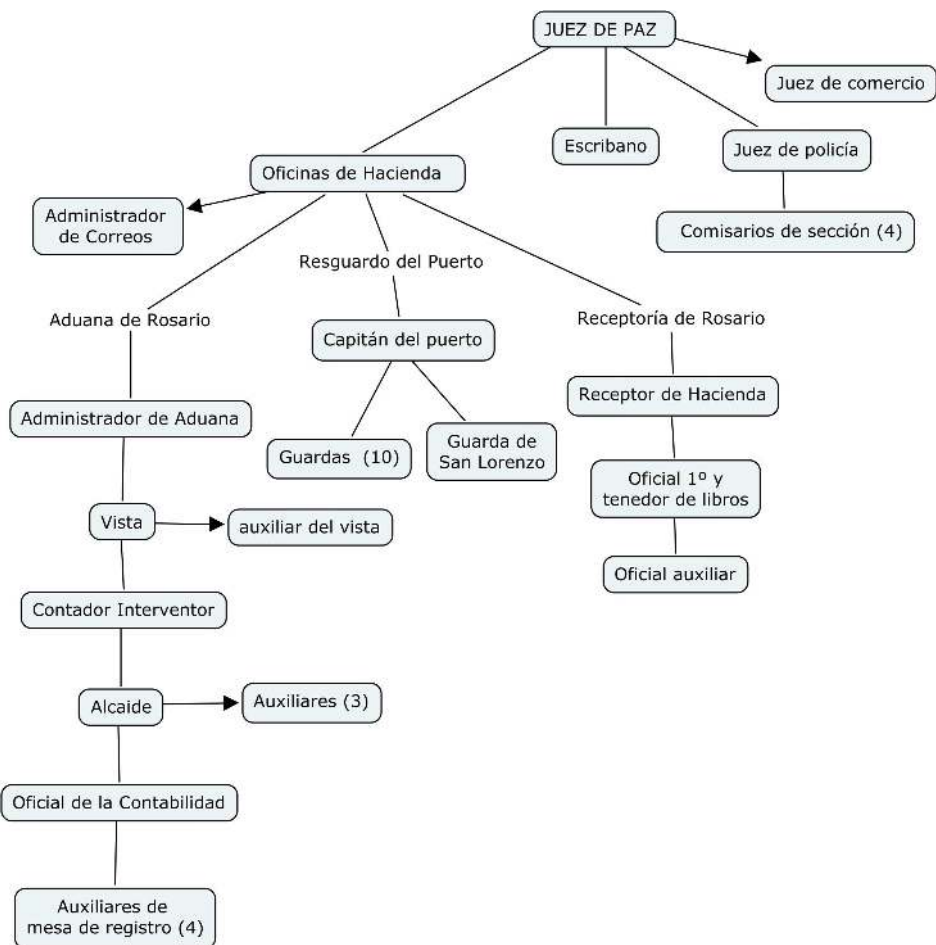 JUEZ DE PAZ
Juez de comercio
Escribano
Juez de policía
Oficinas de Hacienda
Administrador
de Correos
Comisarios de sección (4)
Resguardo del Puerto
Aduana de Rosario
Receptoría de Rosario
Capitán del puerto
Receptor de Hacienda
Administrador de Aduana
Guardas (10)
Guarda de
San Lorenzo
Oficial 1º y
tenedor de libros
Vista
auxiliar del vista
Oficial auxiliar
Contador Interventor
Alcaide
Auxiliares (3)
Oficial de la Contabilidad
Auxiliares de
mesa de registro (4)